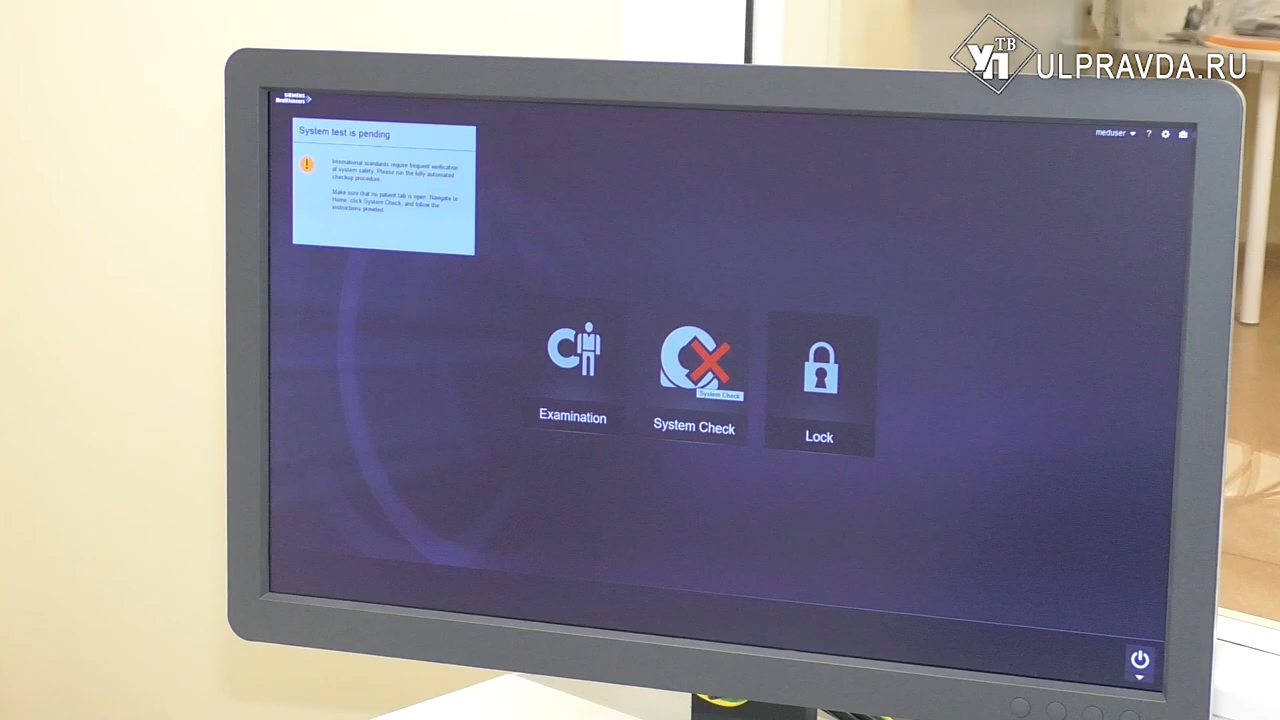 УП ТВ
ULPRAVDA.RU
SIEMENS
Healthineers
System test is pending
meduser
?
!
International standards require frequent verification
of system safety. Please run the fully automated
checkup procedure.
Make sure that no patient tab is open. Navigate to
Home, click System Check, and follow the
instructions provided.
System Check
Examination
System Check
Lock